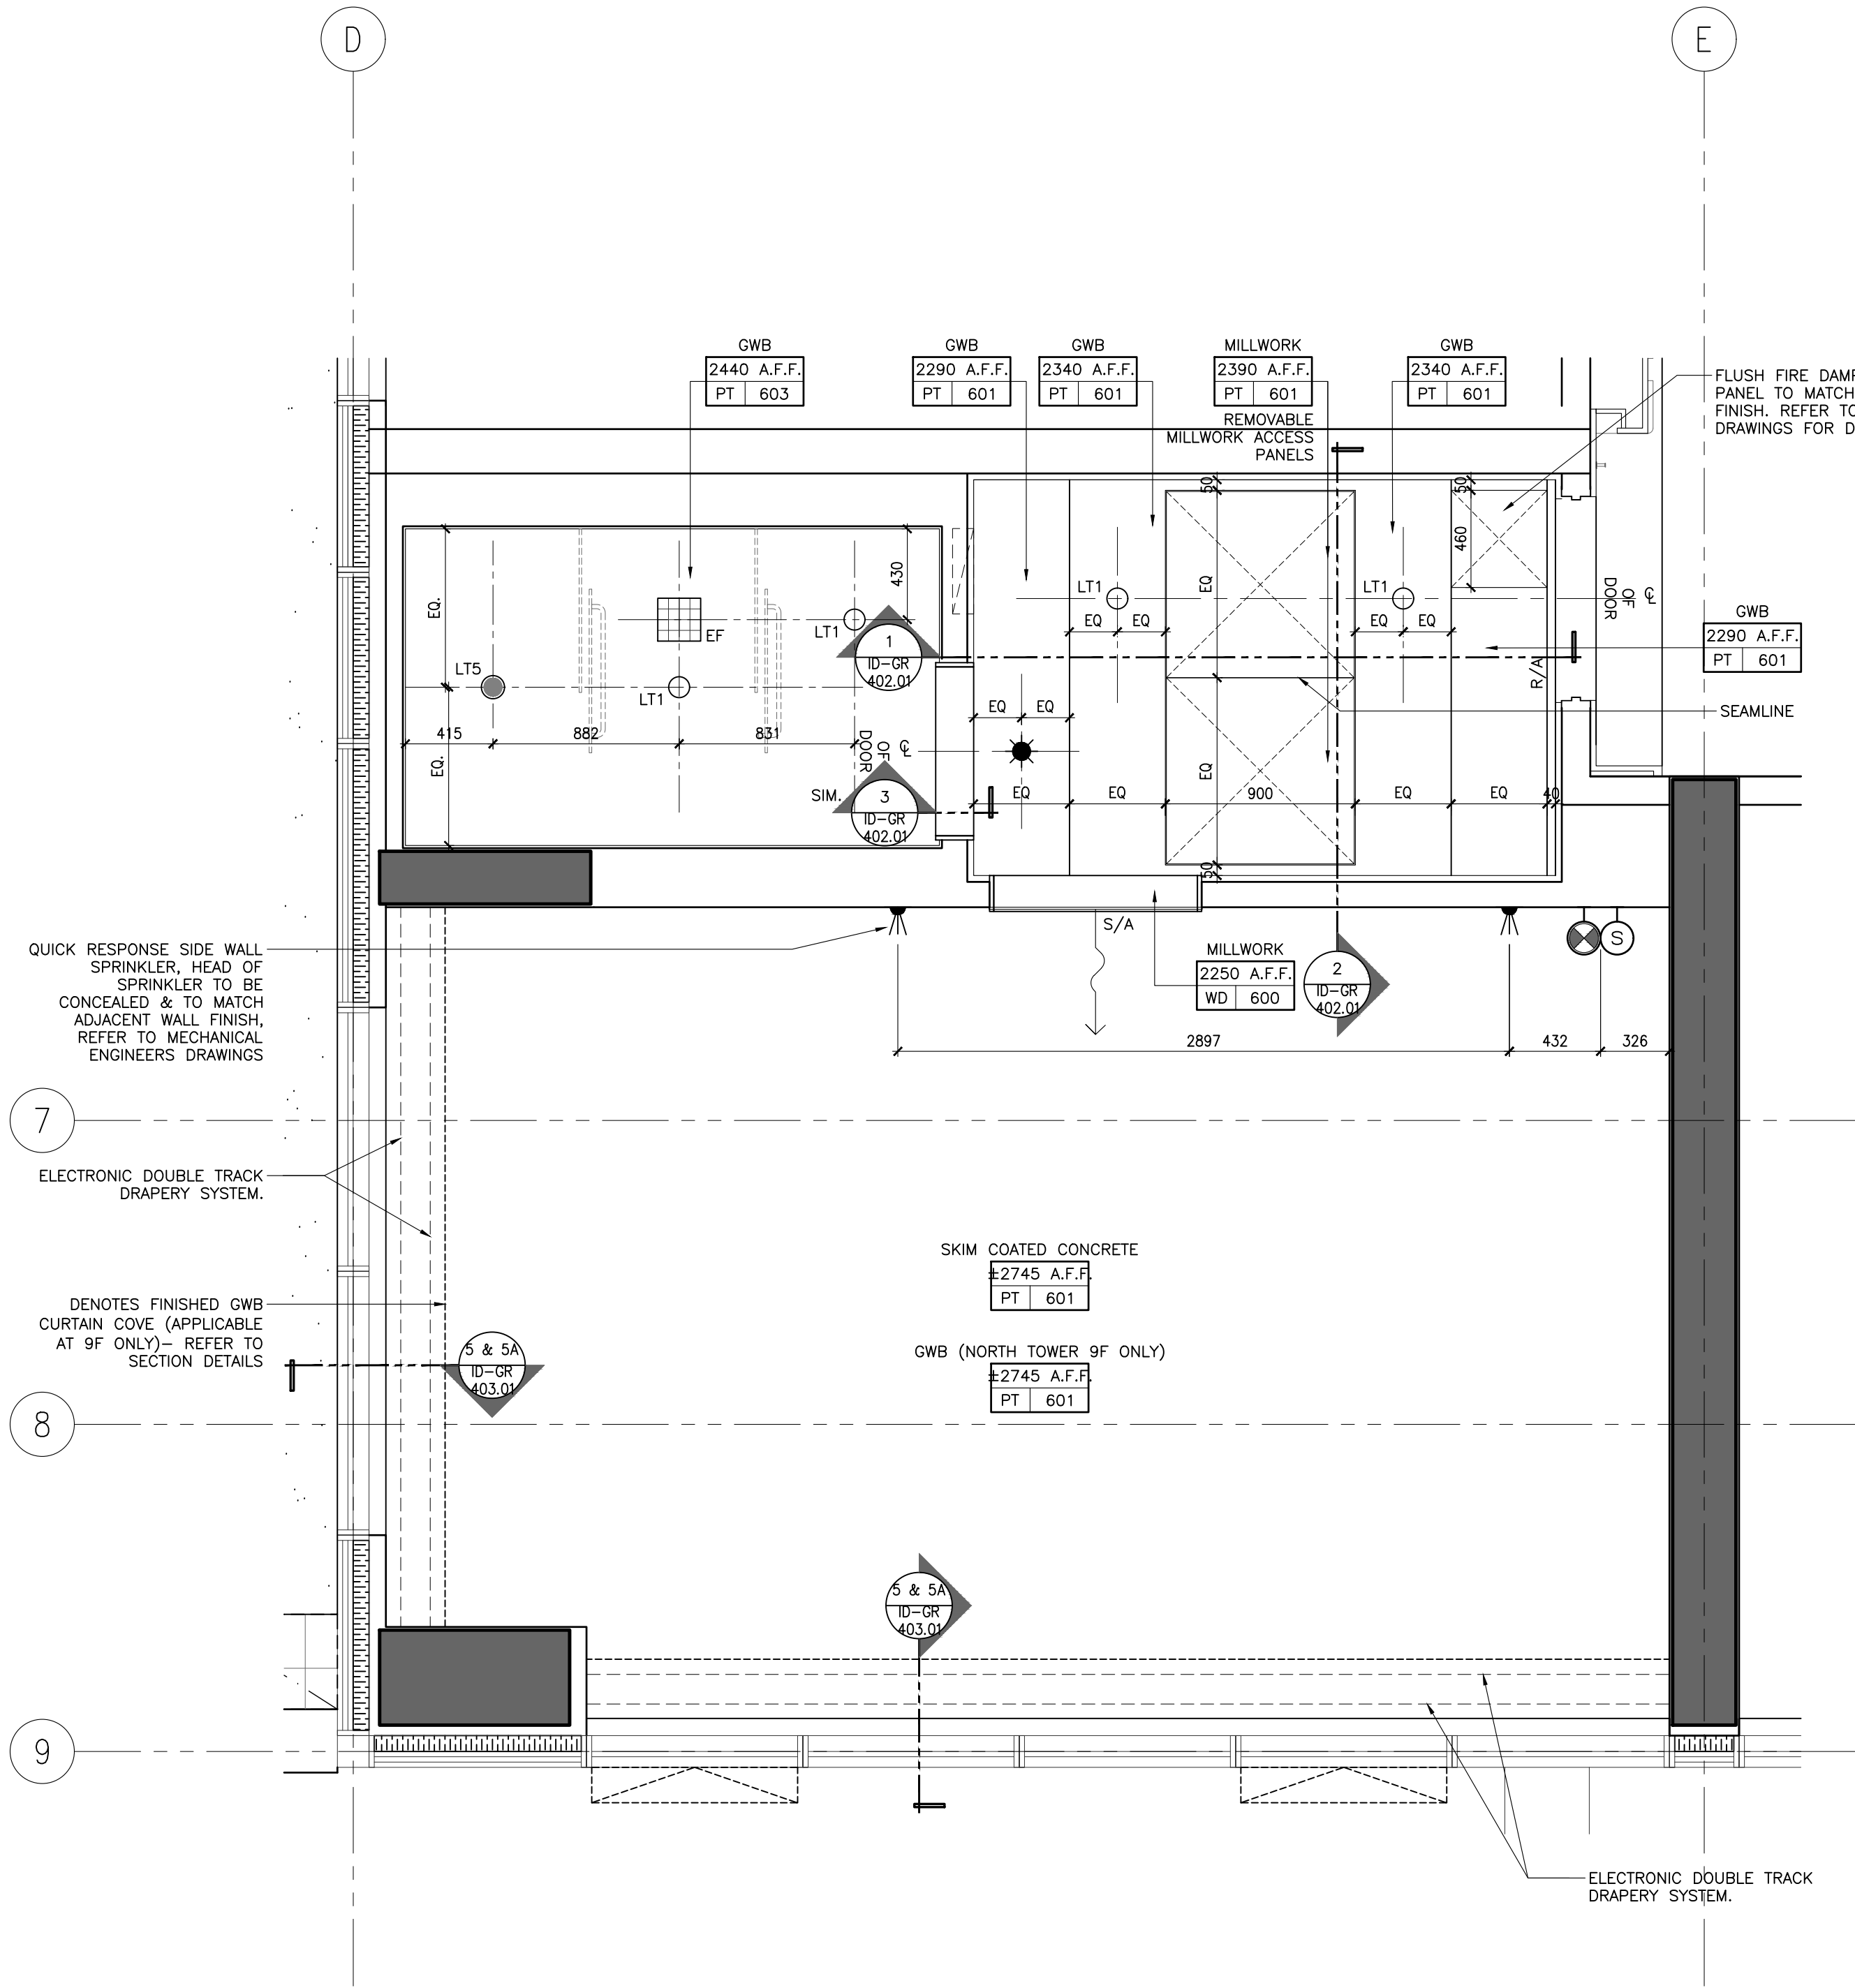 D
E
GWB
2440 A.F.F.
PT 603
GWB
2290 A.F.F.
PT 601
GWB
2340 A.F.F.
PT 601
MILLWORK
2390 A.F.F.
PT 601
REMOVABLE
MILLWORK ACCESS
PANELS
GWB
2340 A.F.F.
PT 601
FLUSH FIRE
PANEL TO MATCH
FINISH. REFER TO
DRAWINGS FOR
50
50
460
EQ.
430
EQ
LT1
LT1
EQ EQ
EQ EQ
OF
DOOR
℄
GWB
2290 A.F.F.
PT 601
EF
LT1
1
ID-GR
402.01
LT5
LT1
R/A
SEAMLINE
EQ EQ
415
882
831
EQ.
OF
DOOR
℄
EQ
SIM.
3
ID-GR
402.01
EQ
EQ
900
EQ
EQ
40
50
S/A
S
QUICK RESPONSE SIDE WALL
SPRINKLER, HEAD OF
SPRINKLER TO BE
CONCEALED & TO MATCH
ADJACENT WALL FINISH,
REFER TO MECHANICAL
ENGINEERS DRAWINGS
MILLWORK
2250 A.F.F.
WD 600
2
ID-GR
402.01
2897
432
326
7
ELECTRONIC DOUBLE TRACK
DRAPERY SYSTEM.
SKIM COATED CONCRETE
±2745 A.F.F.
PT 601
DENOTES FINISHED GWB
CURTAIN COVE (APPLICABLE
AT 9F ONLY)– REFER TO
SECTION DETAILS
GWB (NORTH TOWER 9F ONLY)
±2745 A.F.F.
PT 601
5 & 5A
ID-GR
403.01
8
5 & 5A
ID-GR
403.01
9
ELECTRONIC DOUBLE TRACK
DRAPERY SYSTEM.